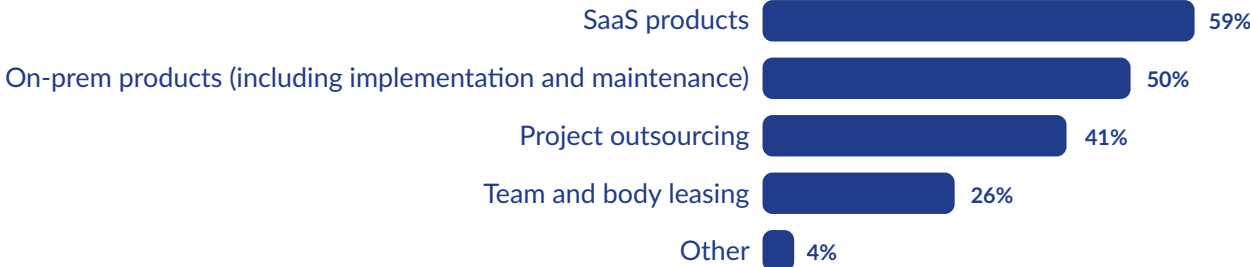 SaaS products 59%
On-prem products (including implementation and maintenance) 50%
Project outsourcing 41%
Team and body leasing 26%
Other 4%